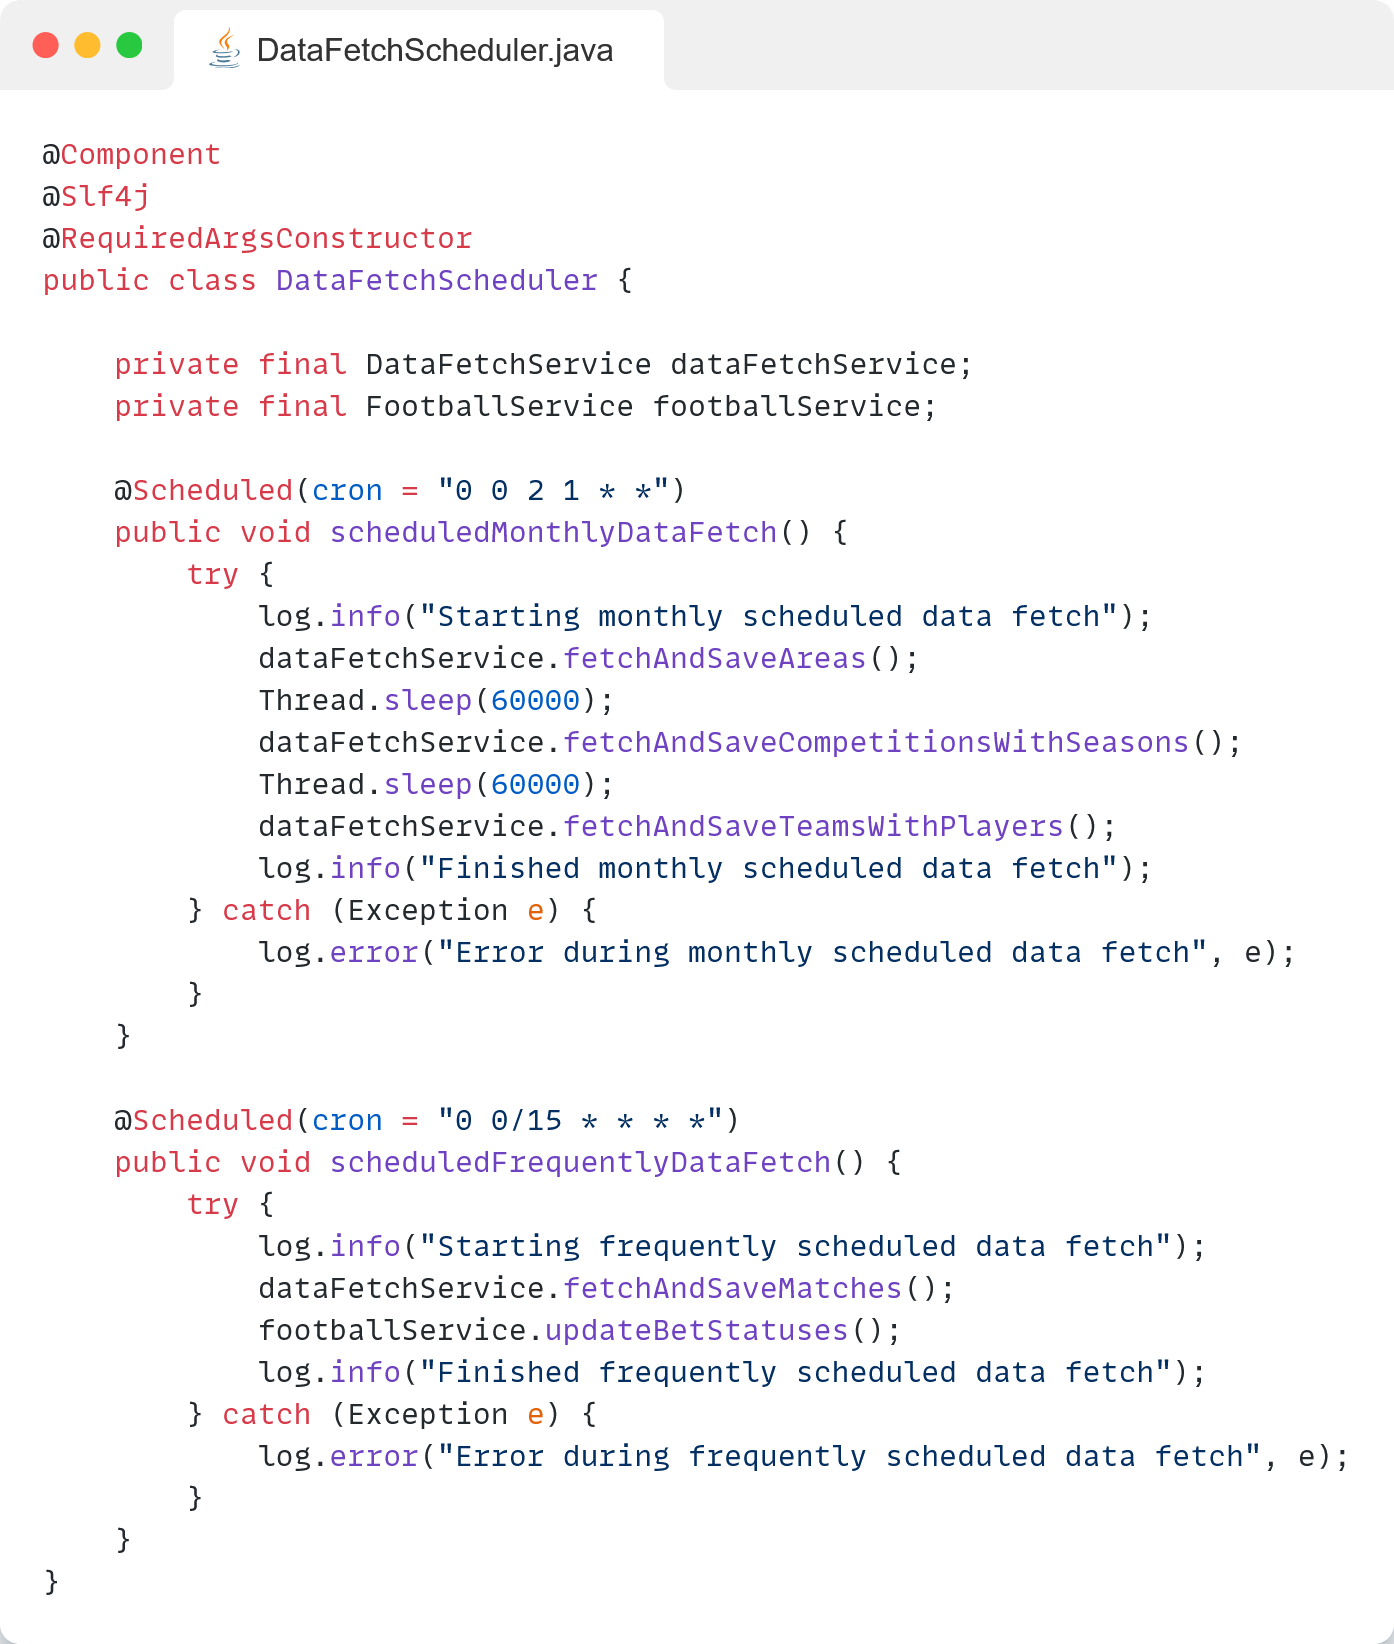 DataFetchScheduler.java
@Component
@Slf4j
@RequiredArgsConstructor
public class DataFetchScheduler {
private final DataFetchService dataFetchService;
private final FootballService footballService;
@Scheduled(cron = "0 0 2 1 * *")
public void scheduledMonthlyDataFetch() {
try {
log.info("Starting monthly scheduled data fetch");
dataFetchService.fetchAndSaveAreas();
Thread.sleep(60000);
dataFetchService.fetchAndSaveCompetitionsWithSeasons();
Thread.sleep(60000);
dataFetchService.fetchAndSaveTeamsWithPlayers();
log.info("Finished monthly scheduled data fetch");
} catch (Exception e) {
log.error("Error during monthly scheduled data fetch", e);
}
}
@Scheduled(cron = "0 0/15 * * * *")
public void scheduledFrequentlyDataFetch() {
try {
log.info("Starting frequently scheduled data fetch");
dataFetchService.fetchAndSaveMatches();
footballService.updateBetStatuses();
log.info("Finished frequently scheduled data fetch");
} catch (Exception e) {
log.error("Error during frequently scheduled data fetch", e);
}
}
}